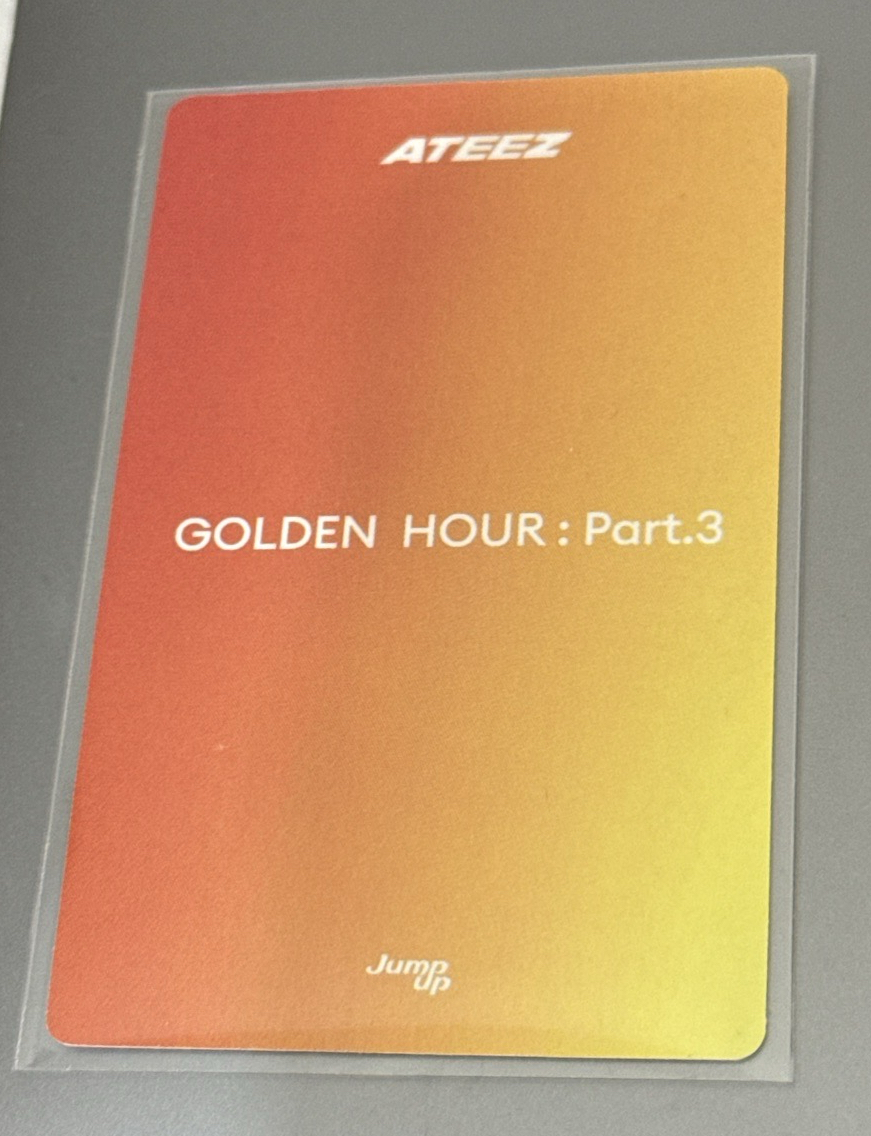 ATEEZ
GOLDEN HOUR : Part.3
Jump
up